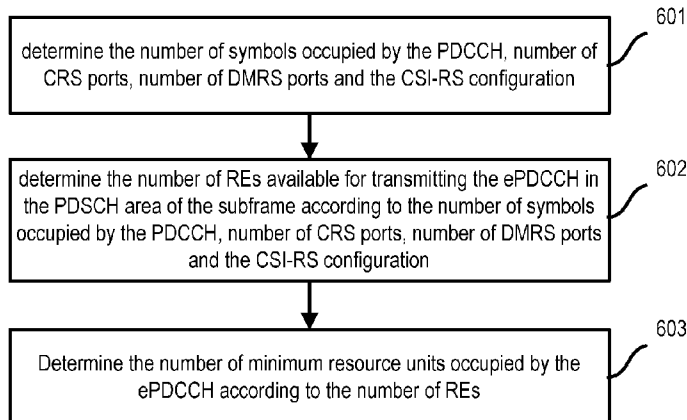 601
determine the number of symbols occupied by the PDCCH, number of
CRS ports, number of DMRS ports and the CSI-RS configuration
602
determine the number of REs available for transmitting the ePDCCH in
the PDSCH area of the subframe according to the number of symbols
occupied by the PDCCH, number of CRS ports, number of DMRS ports
and the CSI-RS configuration
603
Determine the number of minimum resource units occupied by the
ePDCCH according to the number of REs